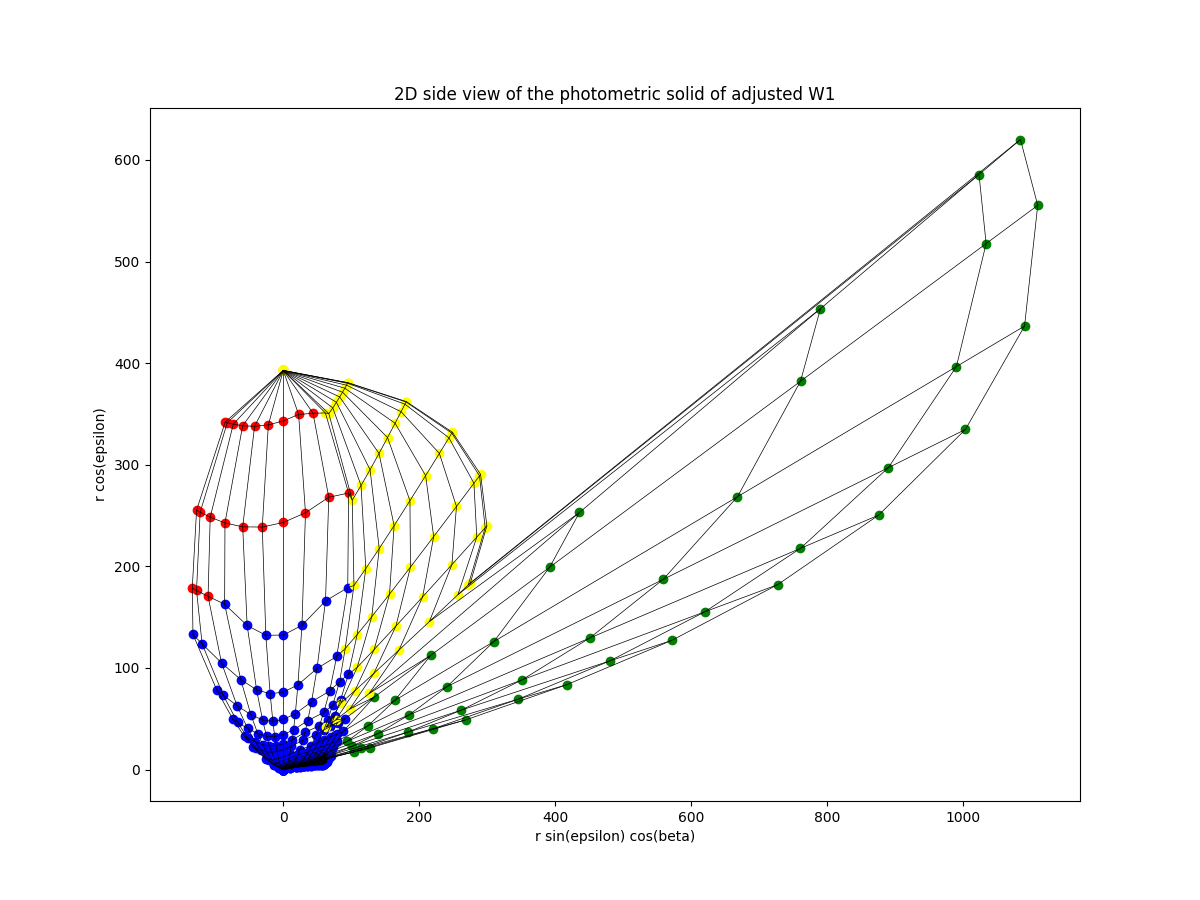 2D side view of the photometric solid of adjusted W1
600
500
400
300
200
100
0
r cos(epsilon)
0 200 400 600 800 1000
r sin(epsilon) cos(beta)